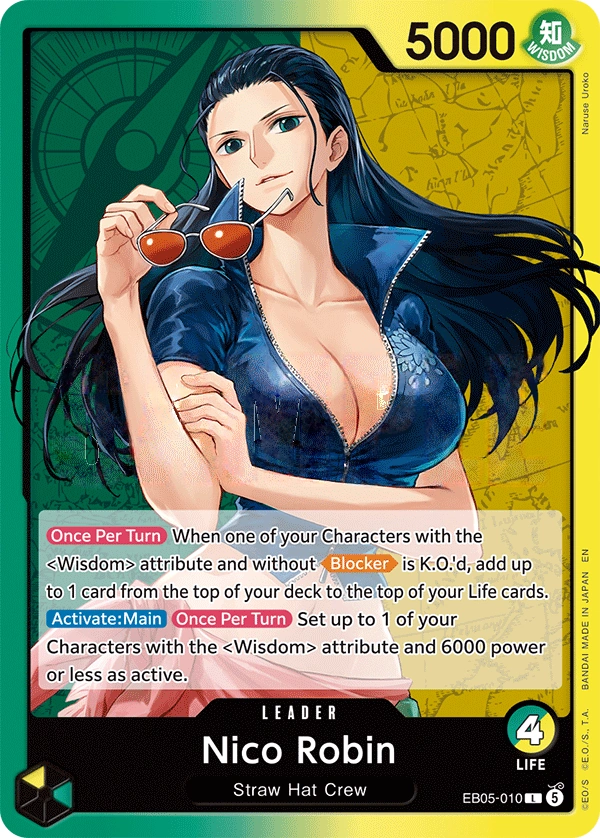 5000
知
WISDOM
Naruse Uroko
Once Per Turn When one of your Characters with the
<Wisdom> attribute and without Blocker is K.O.'d, add up
to 1 card from the top of your deck to the top of your Life cards.
Activate:Main Once Per Turn Set up to 1 of your
Characters with the <Wisdom> attribute and 6000 power
or less as active.
BANDAI MADE IN JAPAN EN
©E.O./S., T.A.
©EO/S
LEADER
Nico Robin
Straw Hat Crew
4
LIFE
EB05-010 L 5